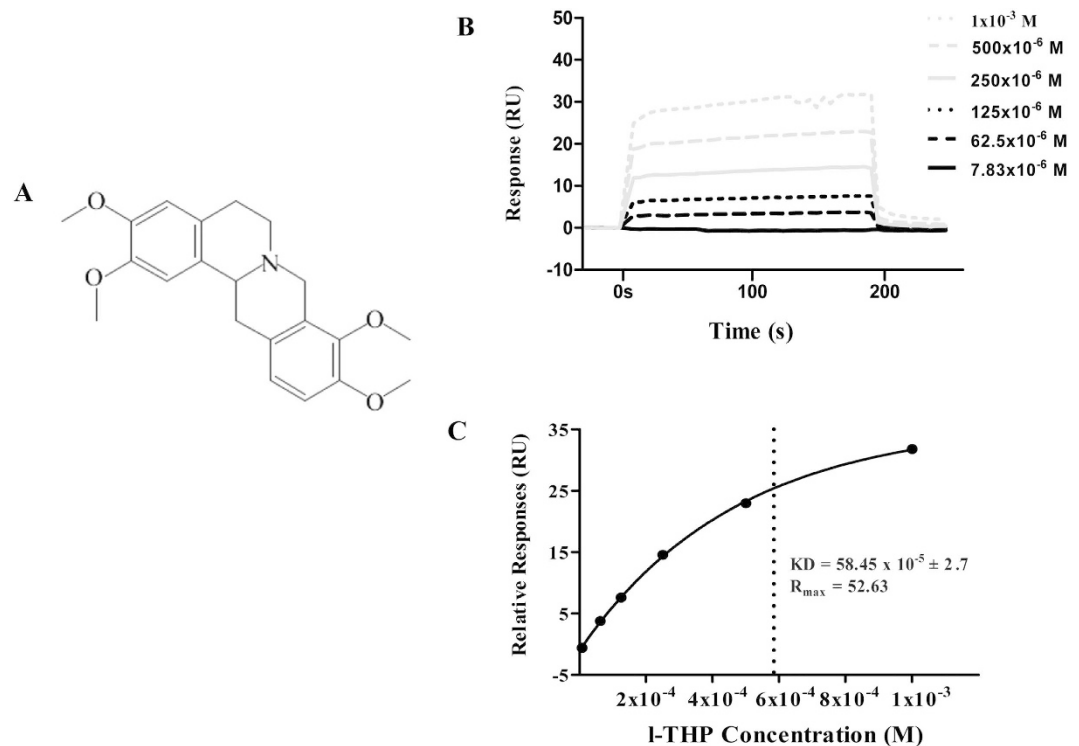 A
O
O
N
O
O
B
Response (RU)
50
40
30
20
10
0
-10
0s
100
200
Time (s)
1x10⁻³ M
500x10⁻⁶ M
250x10⁻⁶ M
125x10⁻⁶ M
62.5x10⁻⁶ M
7.83x10⁻⁶ M
C
Relative Responses (RU)
35
25
15
5
-5
KD = 58.45 x 10⁻⁵ ± 2.7
Rₘₐₓ = 52.63
2x10⁻⁴
4x10⁻⁴
6x10⁻⁴
8x10⁻⁴
1x10⁻³
l-THP Concentration (M)